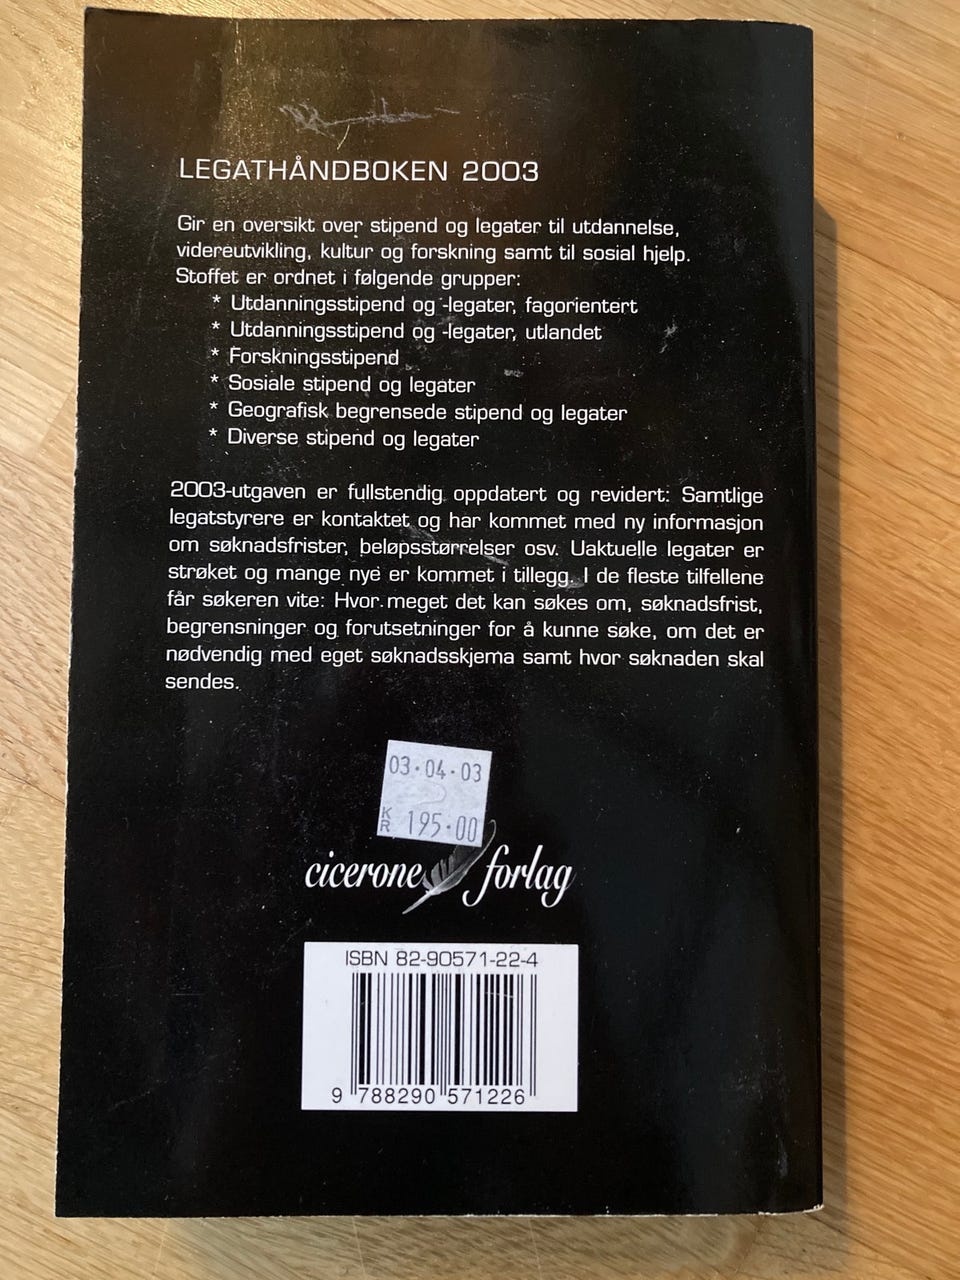 LEGATHÅNDBOKEN 2003
Gir en oversikt over stipend og legater til utdannelse,
videreutvikling, kultur og forskning samt til sosial hjelp.
Stoffet er ordnet i følgende grupper:
* Utdanningsstipend og -legater, fagorientert
* Utdanningsstipend og -legater, utlandet
* Forskningsstipend
* Sosiale stipend og legater
* Geografisk begrensede stipend og legater
* Diverse stipend og legater
2003-utgaven er fullstendig oppdatert og revidert: Samtlige
legatstyrere er kontaktet og har kommet med ny informasjon
om søknadsfrister, beløpsstørrelser osv. Uaktuelle legater er
strøket og mange nye er kommet i tillegg. I de fleste tilfellene
får søkeren vite: Hvor meget det kan søkes om, søknadsfrist,
begrensninger og forutsetninger for å kunne søke, om det er
nødvendig med eget søknadsskjema samt hvor søknaden skal
sendes.
03·04·03
KR 195·00
cicerone forlag
ISBN 82-90571-22-4
9 788290 571226